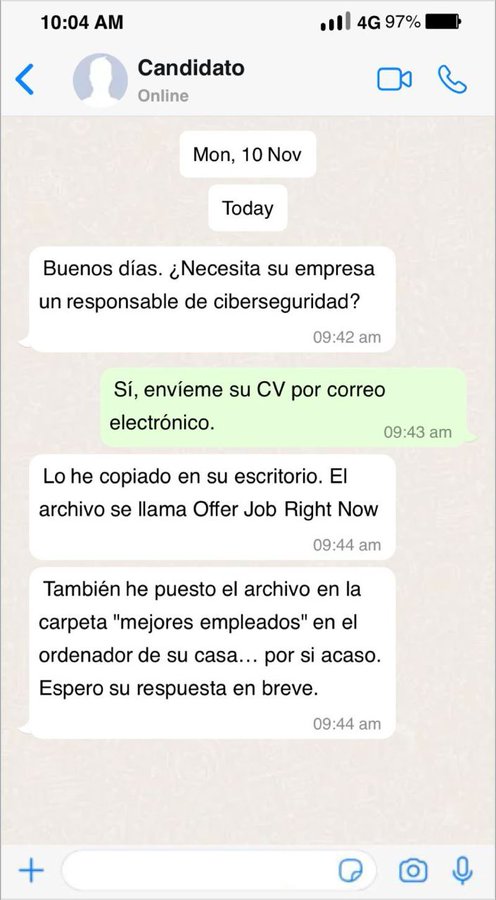 10:04 AM
4G 97%
Candidato
Online
Mon, 10 Nov
Today
Buenos días. ¿Necesita su empresa
un responsable de ciberseguridad?
09:42 am
Sí, envíeme su CV por correo
electrónico.
09:43 am
Lo he copiado en su escritorio. El
archivo se llama Offer Job Right Now
09:44 am
También he puesto el archivo en la
carpeta "mejores empleados" en el
ordenador de su casa... por si acaso.
Espero su respuesta en breve.
09:44 am